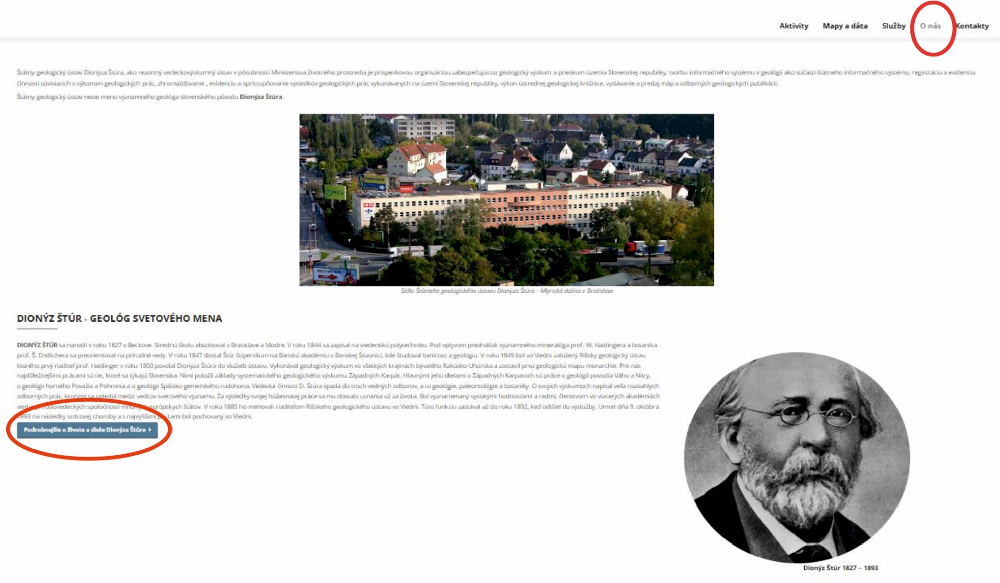 Aktivity Mapy a dáta Služby O nás Kontakty
Štátny geologický ústav Dionýza Štúra, ako rezortný vedeckovýskumný ústav v pôsobnosti Ministerstva životného prostredia je príspevkovou organizáciou zabezpečujúcou geologický výskum a prieskum územia Slovenskej republiky, tvorbu informačného systému v geológii ako súčasti štátneho informačného systému, registráciu a evidenciu
činností súvisiacich s výkonom geologických prác, zhromažďovanie , evidenciu a sprístupňovanie výsledkov geologických prác vykonávaných na území Slovenskej republiky, výkon ústrednej geologickej knižnice, vydávanie a predaj máp a odborných geologických publikácií.
Štátny geologický ústav nesie meno významného geológa slovenského pôvodu Dionýza Štúra.
Sídlo Štátneho geologického ústavu Dionýza Štúra – Mlynská dolina v Bratislave
DIONÝZ ŠTÚR - GEOLÓG SVETOVÉHO MENA
DIONÝZ ŠTÚR sa narodil v roku 1827 v Beckove. Strednú školu absolvoval v Bratislave a Modre. V roku 1844 sa zapísal na viedenskú polytechniku. Pod vplyvom prednášok významného mineralóga prof. W. Haidingera a botanika
prof. Š. Endlichera sa preorientoval na prírodné vedy. V roku 1847 dostal Štúr štipendium na Banskú akadémiu v Banskej Štiavnici, kde študoval baníctvo a geológiu. V roku 1849 bol vo Viedni založený Ríšsky geologický ústav,
ktorého prvý riaditeľ prof. Haidinger v roku 1850 povolal Dionýza Štúra do služieb ústavu. Vykonával geologický výskum vo všetkých krajinách bývalého Rakúsko-Uhorska a zostavil prvú geologickú mapu monarchie. Pre nás
najdôležitejšími prácami sú tie, ktoré sa týkajú Slovenska. Nimi položil základy systematického geologického výskumu Západných Karpát. Hlavnými jeho dielami o Západných Karpatoch sú práce o geológii povodia Váhu a Nitry,
o geológii horného Považia a Pohronia a o geológii Spišsko-gemerského rudohoria. Vedecká činnosť D. Štúra spadá do troch vedných odborov, a to geológie, paleontológie a botaniky. O svojich výskumoch napísal veľa rozsiahlych
odborných prác, ktorými sa uviedol medzi vedcov svetového významu. Za výsledky svojej húževnatej práce sa mu dostalo uznania už za života. Bol vyznamenaný vysokými hodnosťami a radmi, členstvom vo viacerých akadémiách
vied a prírodovedeckých spoločností mnohých európskych štátov. V roku 1885 ho menovali riaditeľom Ríšskeho geologického ústavu vo Viedni. Túto funkciu zastával až do roku 1892, keď odišiel do výslužby. Umrel dňa 9. októbra
1893 na následky srdcovej choroby a s najvyššími poctami bol pochovaný vo Viedni.
Podrobnejšie o živote a diele Dionýza Štúra
Dionýz Štúr 1827 – 1893